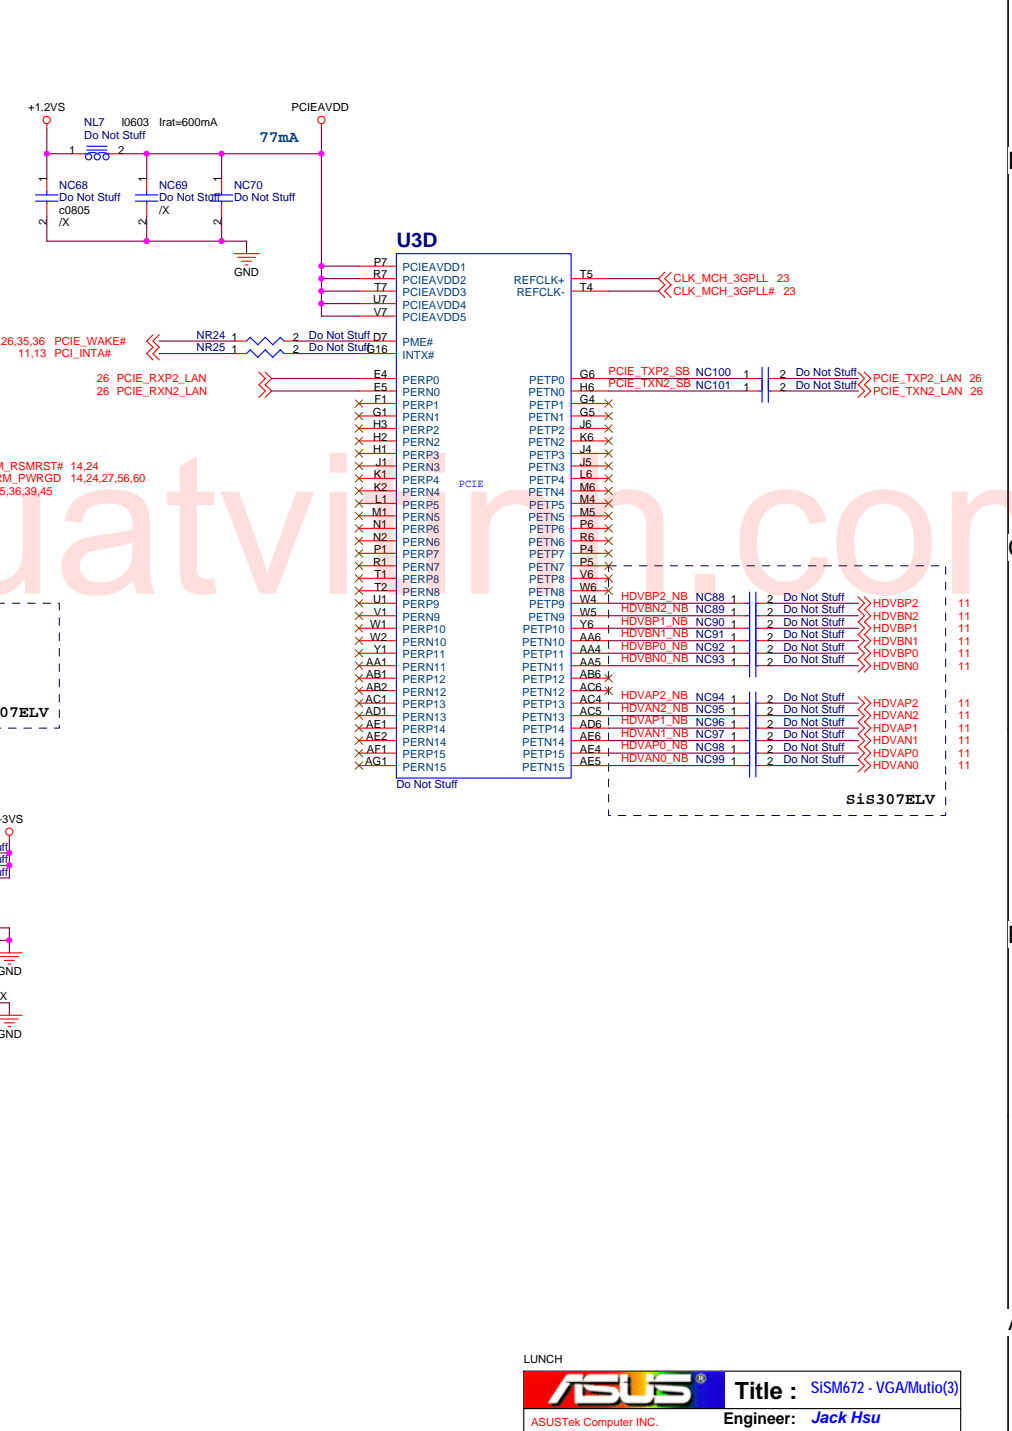 +1.2VS
PCIEAVDD
NL7 l0603 Irat=600mA
Do Not Stuff
77mA
1 2
1 1 1
NC68 NC69 NC70
Do Not Stuff Do Not Stuff Do Not Stuff
c0805 /X
/X
2 2 2
GND
U3D
P7 PCIEAVDD1
R7 PCIEAVDD2
T7 PCIEAVDD3
U7 PCIEAVDD4
V7 PCIEAVDD5
REFCLK+ T5 CLK_MCH_3GPLL 23
REFCLK- T4 CLK_MCH_3GPLL# 23
26,35,36 PCIE_WAKE# NR24 1 2 Do Not Stuff D7 PME#
11,13 PCI_INTA# NR25 1 2 Do Not Stuff G16 INTX#
26 PCIE_RXP2_LAN E4 PERP0 PETP0 G6 PCIE_TXP2_SB NC100 1 2 Do Not Stuff PCIE_TXP2_LAN 26
26 PCIE_RXN2_LAN E5 PERN0 PETN0 H6 PCIE_TXN2_SB NC101 1 2 Do Not Stuff PCIE_TXN2_LAN 26
F1 PERP1 PETP1 G4
G1 PERN1 PETN1 G5
H3 PERP2 PETP2 J6
H2 PERN2 PETN2 K6
H1 PERP3 PETP3 J4
J1 PERN3 PETN3 J5
K1 PERP4 PETP4 L6
K2 PERN4 PETN4 M6
L1 PERP5 PETP5 M4
M1 PERN5 PETN5 M5
N1 PERP6 PETP6 P6
N2 PERN6 PETN6 R6
P1 PERP7 PETP7 P4
R1 PERN7 PETN7 P5
T1 PERP8 PETP8 V6
T2 PERN8 PETN8 W6
U1 PERP9 PETP9 W4 HDVBP2_NB NC88 1 2 Do Not Stuff HDVBP2 11
V1 PERN9 PETN9 W5 HDVBN2_NB NC89 1 2 Do Not Stuff HDVBN2 11
W1 PERP10 PETP10 Y6 HDVBP1_NB NC90 1 2 Do Not Stuff HDVBP1 11
W2 PERN10 PETN10 AA6 HDVBN1_NB NC91 1 2 Do Not Stuff HDVBN1 11
Y1 PERP11 PETP11 AA4 HDVBP0_NB NC92 1 2 Do Not Stuff HDVBP0 11
AA1 PERN11 PETN11 AA5 HDVBN0_NB NC93 1 2 Do Not Stuff HDVBN0 11
AB1 PERP12 PETP12 AB6
AB2 PERN12 PETN12 AC6
AC1 PERP13 PETP13 AC4 HDVAP2_NB NC94 1 2 Do Not Stuff HDVAP2 11
AD1 PERN13 PETN13 AC5 HDVAN2_NB NC95 1 2 Do Not Stuff HDVAN2 11
AE1 PERP14 PETP14 AD6 HDVAP1_NB NC96 1 2 Do Not Stuff HDVAP1 11
AE2 PERN14 PETN14 AE6 HDVAN1_NB NC97 1 2 Do Not Stuff HDVAN1 11
AF1 PERP15 PETP15 AE4 HDVAP0_NB NC98 1 2 Do Not Stuff HDVAP0 11
AG1 PERN15 PETN15 AE5 HDVAN0_NB NC99 1 2 Do Not Stuff HDVAN0 11
PCIE
Do Not Stuff
SiS307ELV
M_RSMRST# 14,24
RM_PWRGD 14,24,27,56,60
5,36,39,45
uatvilinh.com
07ELV
3VS
uff
uff
uff
GND
X
GND
LUNCH
ASUS ®
ASUSTek Computer INC.
Title : SiSM672 - VGA/Mutio(3)
Engineer: Jack Hsu